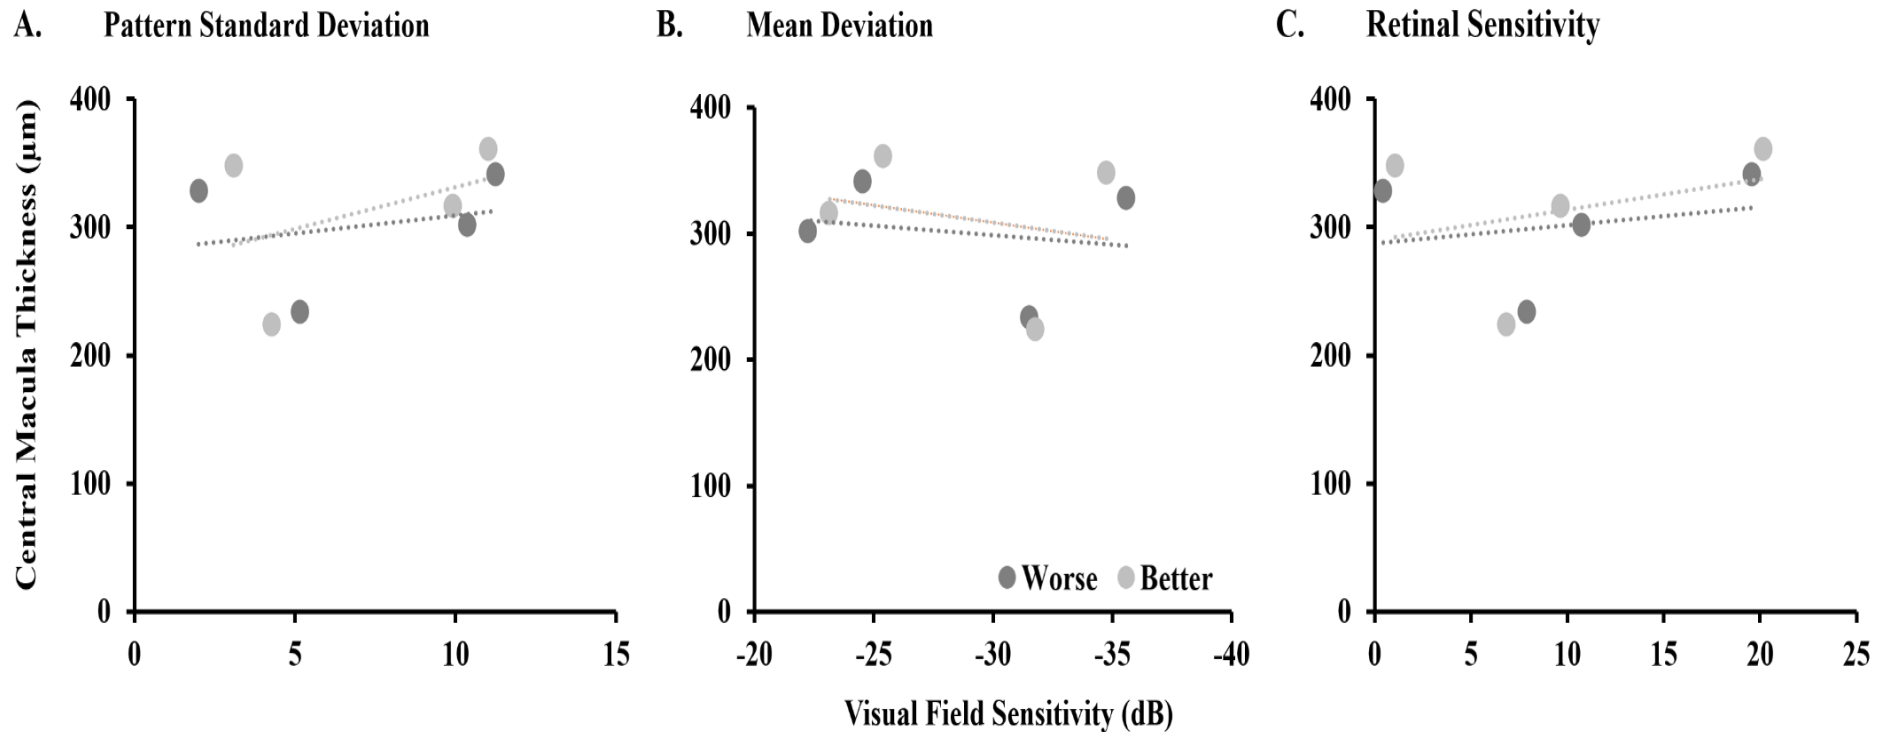 A. Pattern Standard Deviation
B. Mean Deviation
C. Retinal Sensitivity
Central Macula Thickness (µm)
400
300
200
100
0
0 5 10 15
400
300
200
100
0
-20 -25 -30 -35 -40
Worse Better
400
300
200
100
0
0 5 10 15 20 25
Visual Field Sensitivity (dB)